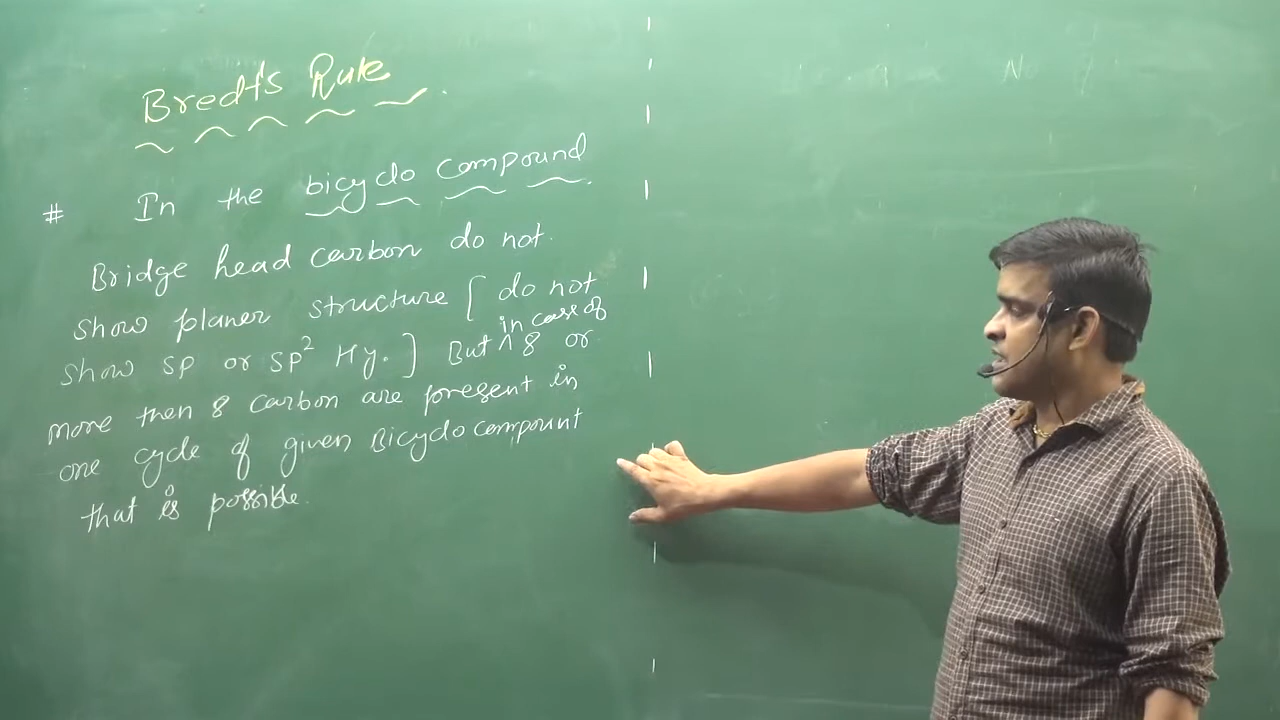 Bredt's Rule
# In the bicyclo compound
Bridge head carbon do not.
show planer structure [ do not
show sp or sp² Hy. ] But ^ in case of 8 or
more then 8 carbon are present in
one cycle of given Bicyclo compount
that is possible.